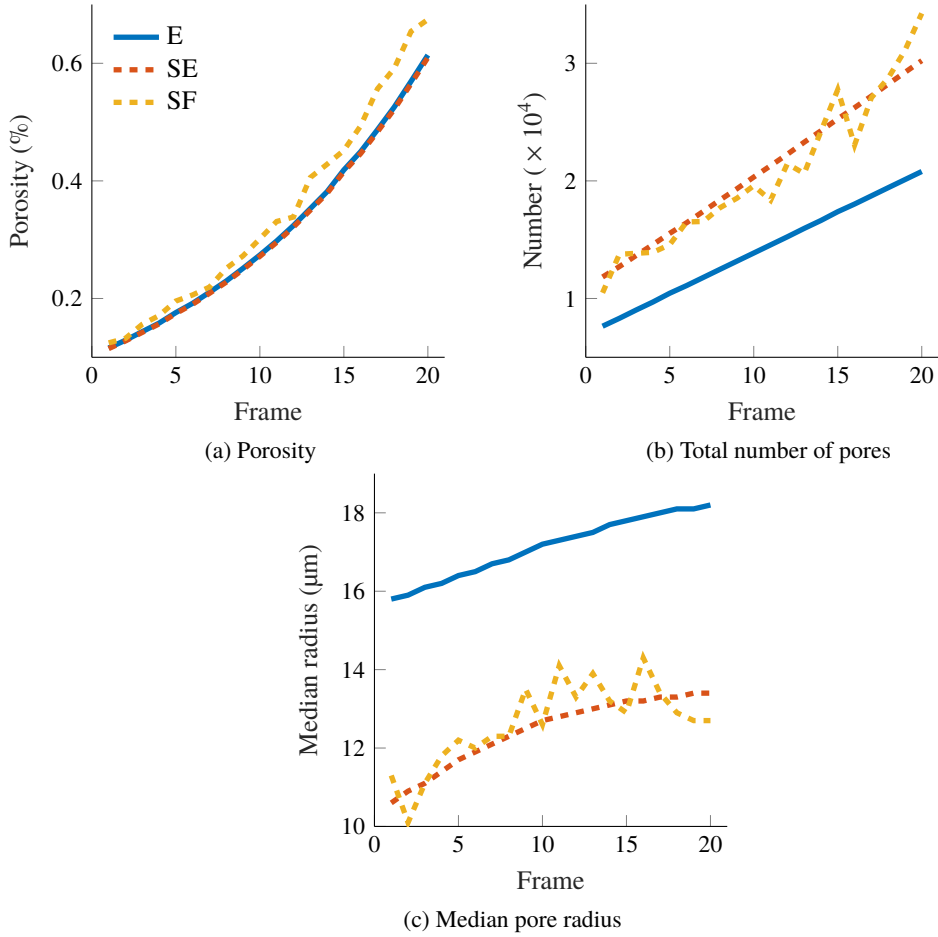 E
SE
SF
Porosity (%)
0.6
0.4
0.2
0 5 10 15 20
Frame
(a) Porosity
Number ( × 10⁴)
3
2
1
0 5 10 15 20
Frame
(b) Total number of pores
Median radius (µm)
18
16
14
12
10
0 5 10 15 20
Frame
(c) Median pore radius